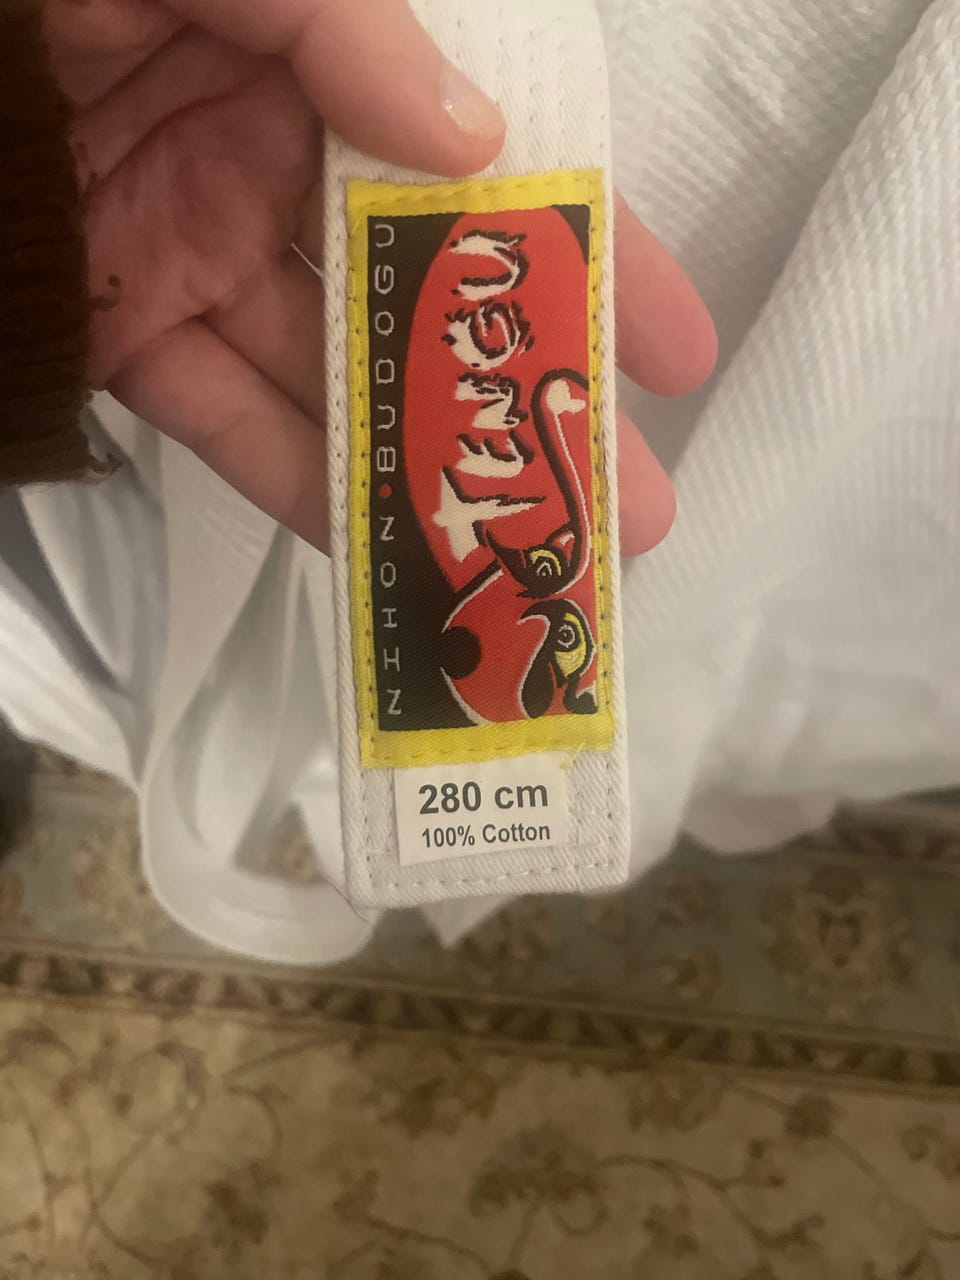 TENGU
NIHON•BUDOGU
280 cm
100% Cotton